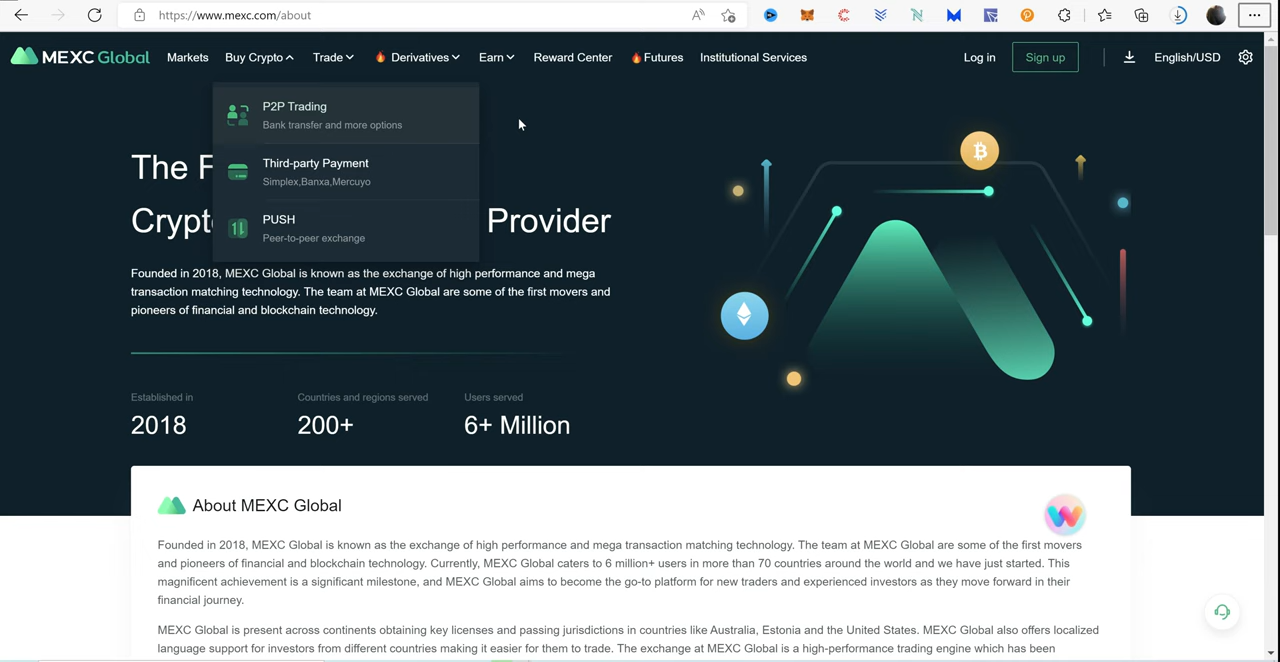 https://www.mexc.com/about
MEXC Global
Markets
Buy Crypto
Trade
Derivatives
Earn
Reward Center
Futures
Institutional Services
Log in
Sign up
English/USD
P2P Trading
Bank transfer and more options
Third-party Payment
Simplex,Banxa,Mercuyo
PUSH
Peer-to-peer exchange
The F
Crypt
Provider
Founded in 2018, MEXC Global is known as the exchange of high performance and mega
transaction matching technology. The team at MEXC Global are some of the first movers and
pioneers of financial and blockchain technology.
Established in
2018
Countries and regions served
200+
Users served
6+ Million
About MEXC Global
Founded in 2018, MEXC Global is known as the exchange of high performance and mega transaction matching technology. The team at MEXC Global are some of the first movers
and pioneers of financial and blockchain technology. Currently, MEXC Global caters to 6 million+ users in more than 70 countries around the world and we have just started. This
magnificent achievement is a significant milestone, and MEXC Global aims to become the go-to platform for new traders and experienced investors as they move forward in their
financial journey.
MEXC Global is present across continents obtaining key licenses and passing jurisdictions in countries like Australia, Estonia and the United States. MEXC Global also offers localized
language support for investors from different countries making it easier for them to trade. The exchange at MEXC Global is a high-performance trading engine which has been